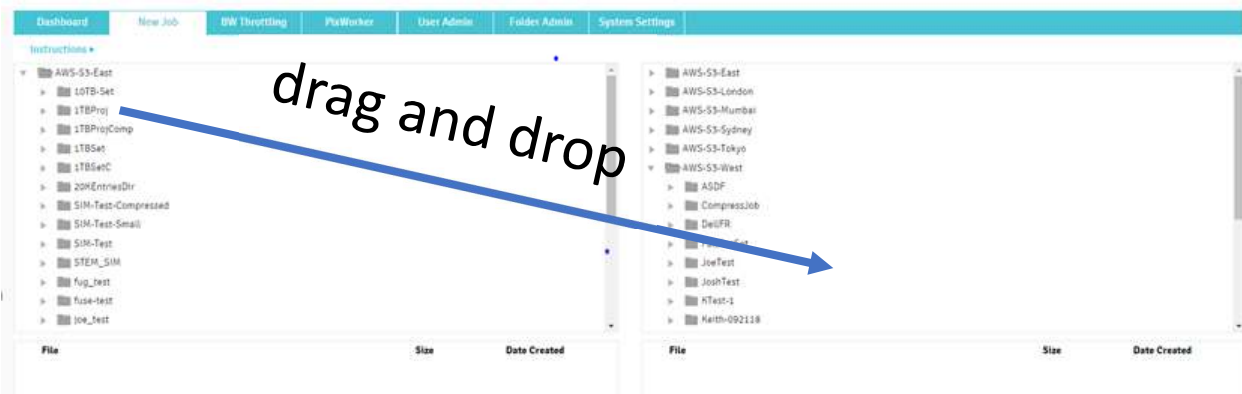 Dashboard New Job BW Throttling PixWorker User Admin Folder Admin System Settings
Instructions
AWS-S3-East
10TB-Set
1TBProj
1TBProjComp
1TBSet
1TBSetC
20KEntriesDir
SIM-Test-Compressed
SIM-Test-Small
SIM-Test
STEM_SIM
fug_test
fuse-test
joe_test
drag and drop
AWS-S3-East
AWS-S3-London
AWS-S3-Mumbai
AWS-S3-Sydney
AWS-S3-Tokyo
AWS-S3-West
ASDF
CompressJob
DellFR
JoeTest
JoshTest
KTest-1
Keith-092118
File Size Date Created
File Size Date Created